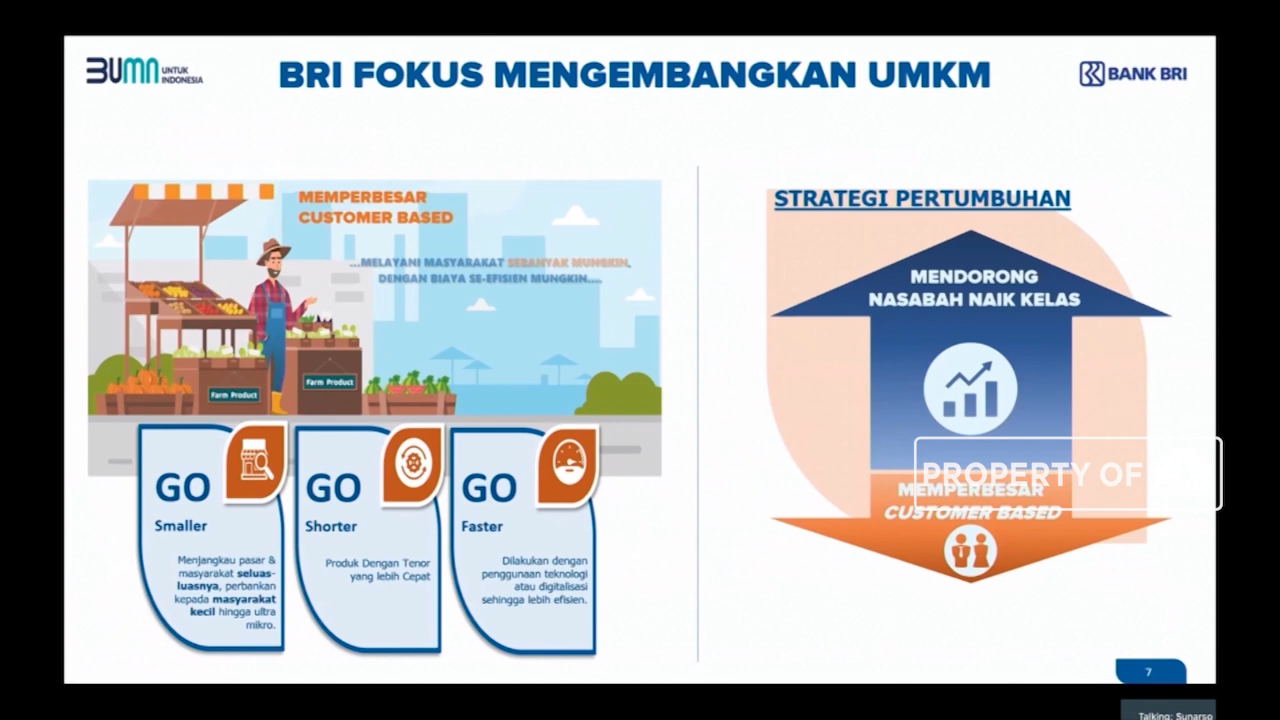 BUMN UNTUK
INDONESIA
BRI FOKUS MENGEMBANGKAN UMKM
BANK BRI
MEMPERBESAR
CUSTOMER BASED
...MELAYANI MASYARAKAT SEBANYAK MUNGKIN,
DENGAN BIAYA SE-EFISIEN MUNGKIN....
Farm Product
Farm Product
GO
Smaller
Menjangkau pasar &
masyarakat seluas-
luasnya, perbankan
kepada masyarakat
kecil hingga ultra
mikro.
GO
Shorter
Produk Dengan Tenor
yang lebih Cepat
GO
Faster
Dilakukan dengan
penggunaan teknologi
atau digitalisasi
sehingga lebih efisien.
STRATEGI PERTUMBUHAN
MENDORONG
NASABAH NAIK KELAS
PROPERTY OF
MEMPERBESAR
CUSTOMER BASED
7
Talking: Sunarso